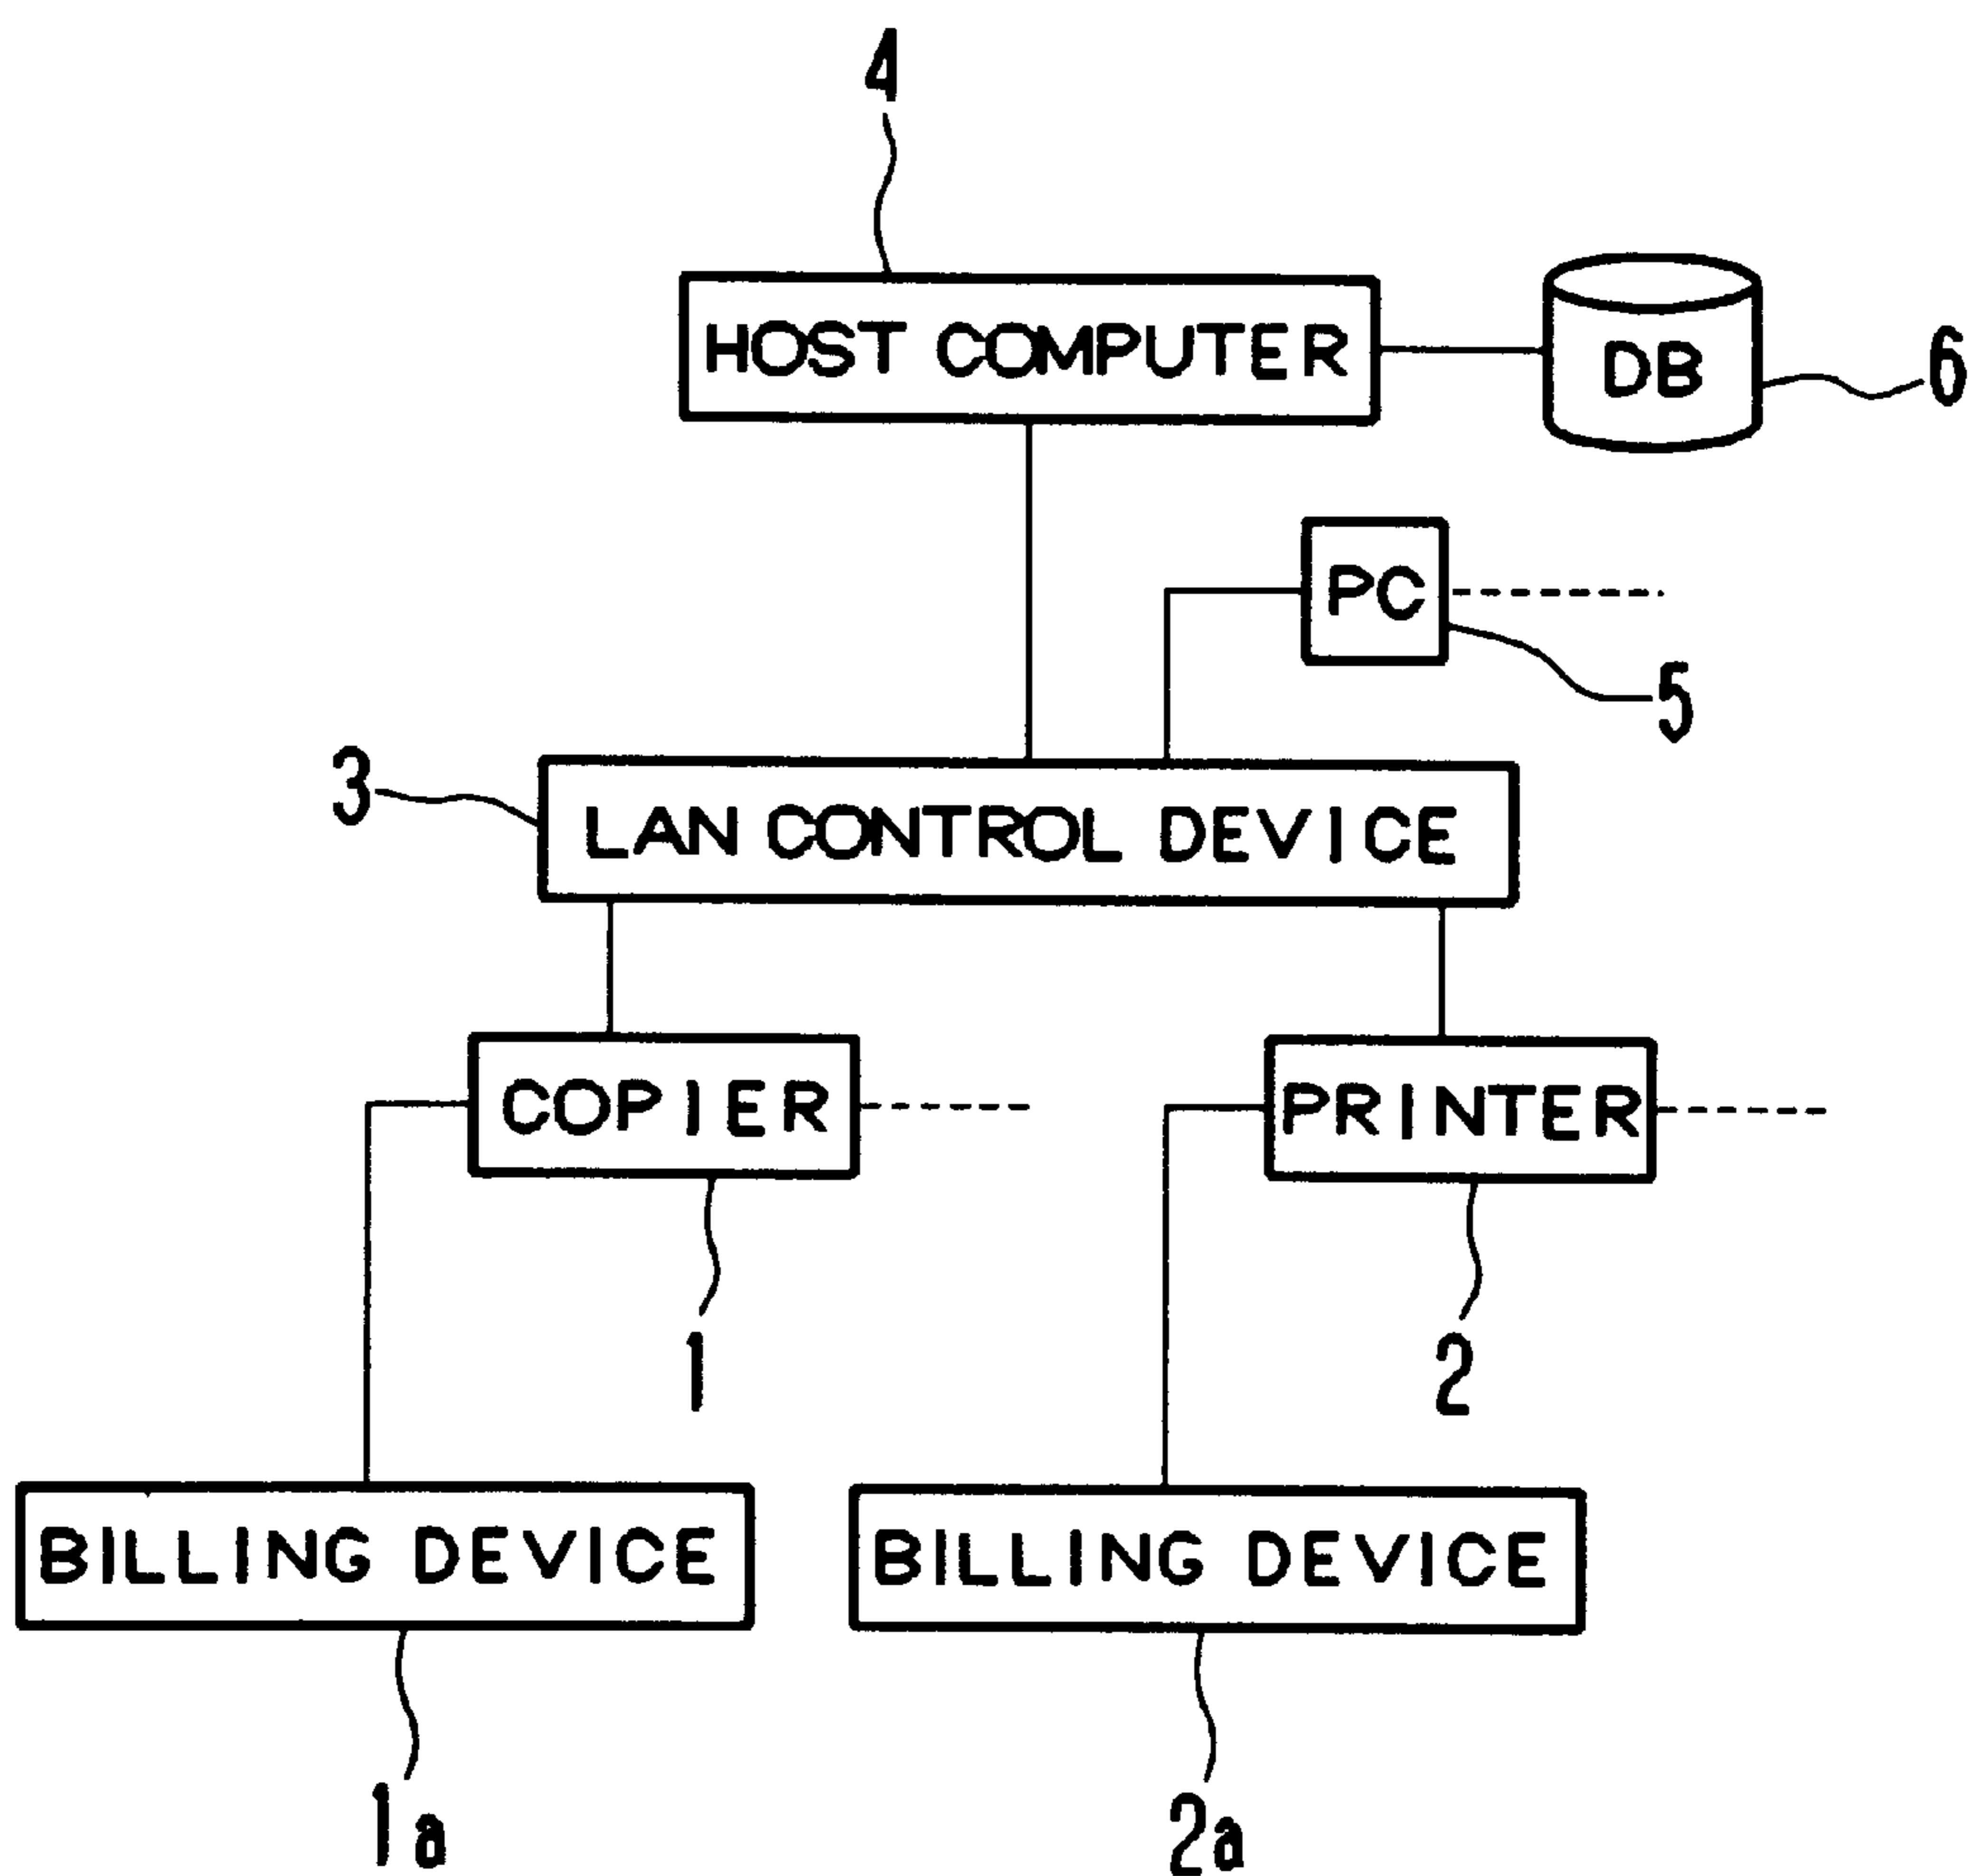 4
HOST COMPUTER
DB
6
PC
5
3
LAN CONTROL DEVICE
COPIER
PRINTER
1
2
BILLING DEVICE
BILLING DEVICE
1a
2a